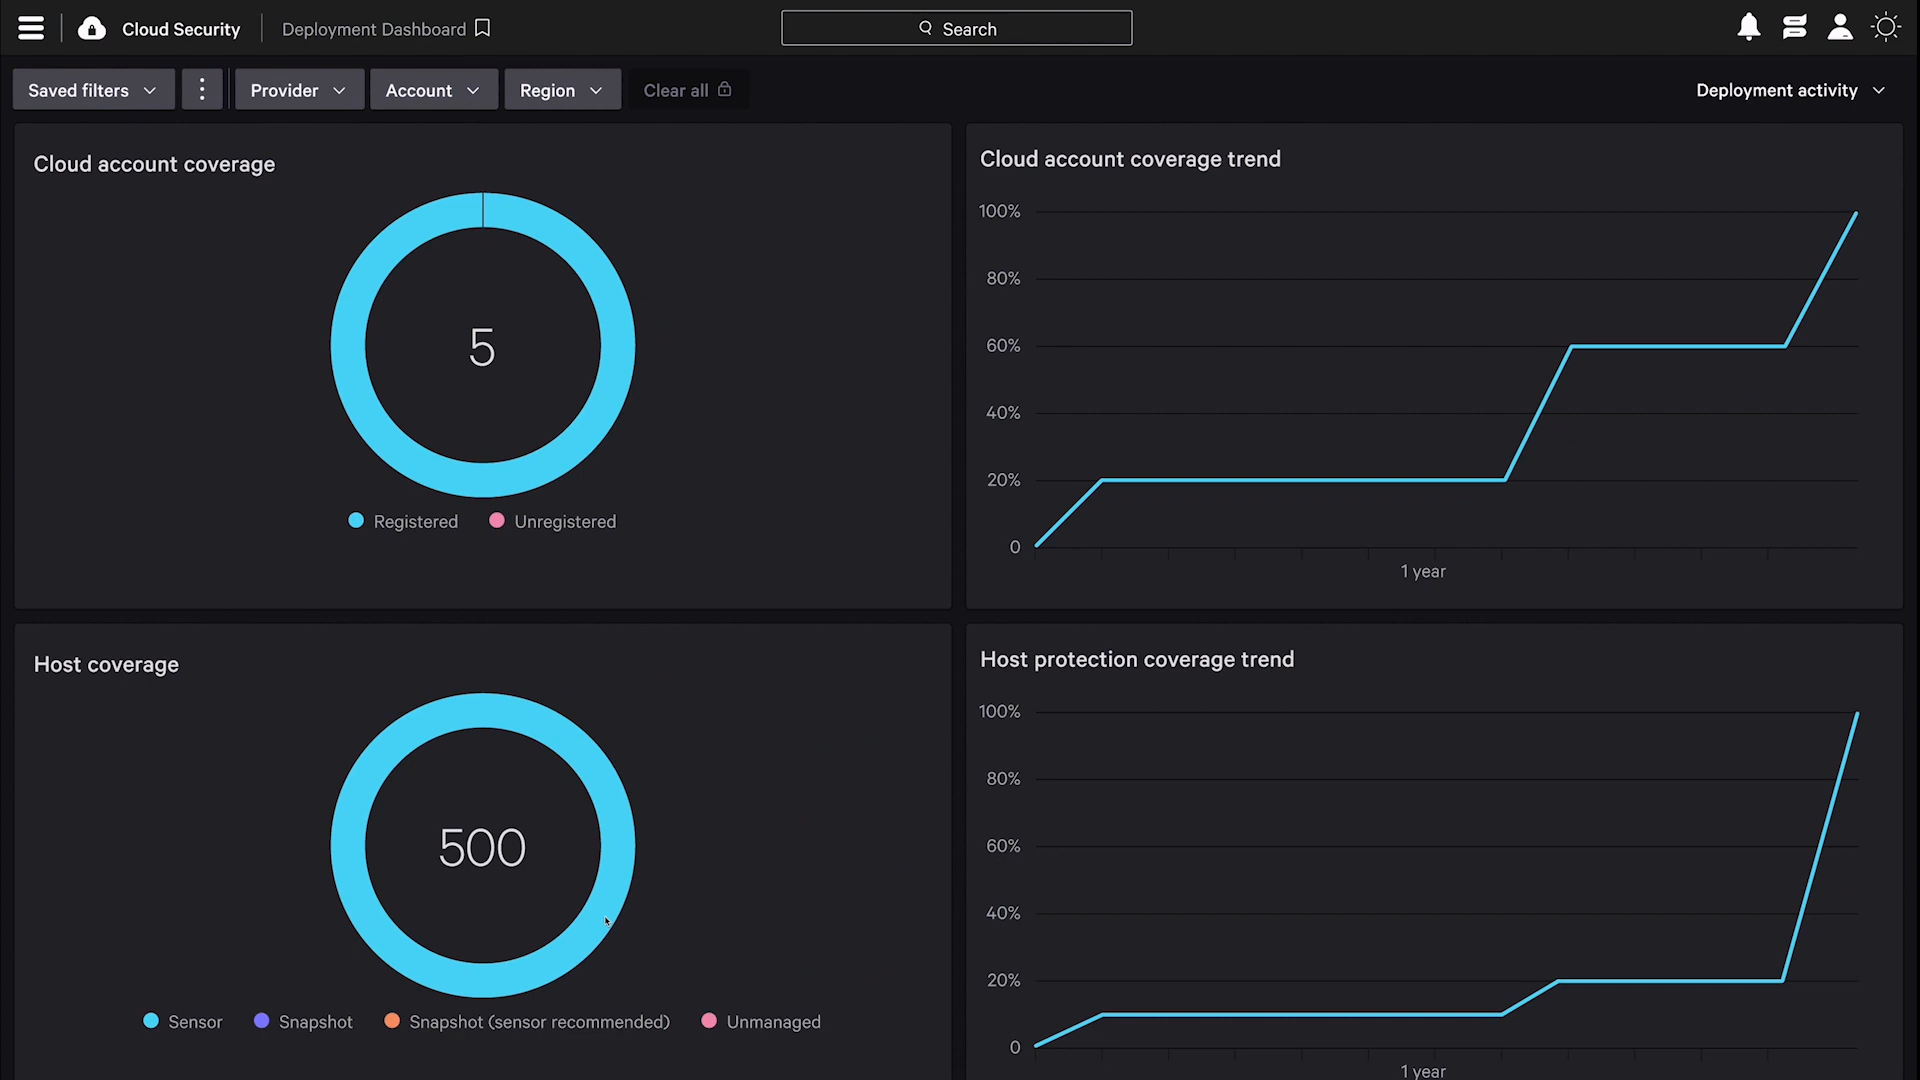 Cloud Security
Deployment Dashboard
Search
Saved filters
Provider
Account
Region
Clear all
Deployment activity
Cloud account coverage
5
Registered
Unregistered
Cloud account coverage trend
100%
80%
60%
40%
20%
0
1 year
Host coverage
500
Sensor
Snapshot
Snapshot (sensor recommended)
Unmanaged
Host protection coverage trend
100%
80%
60%
40%
20%
0
1 year